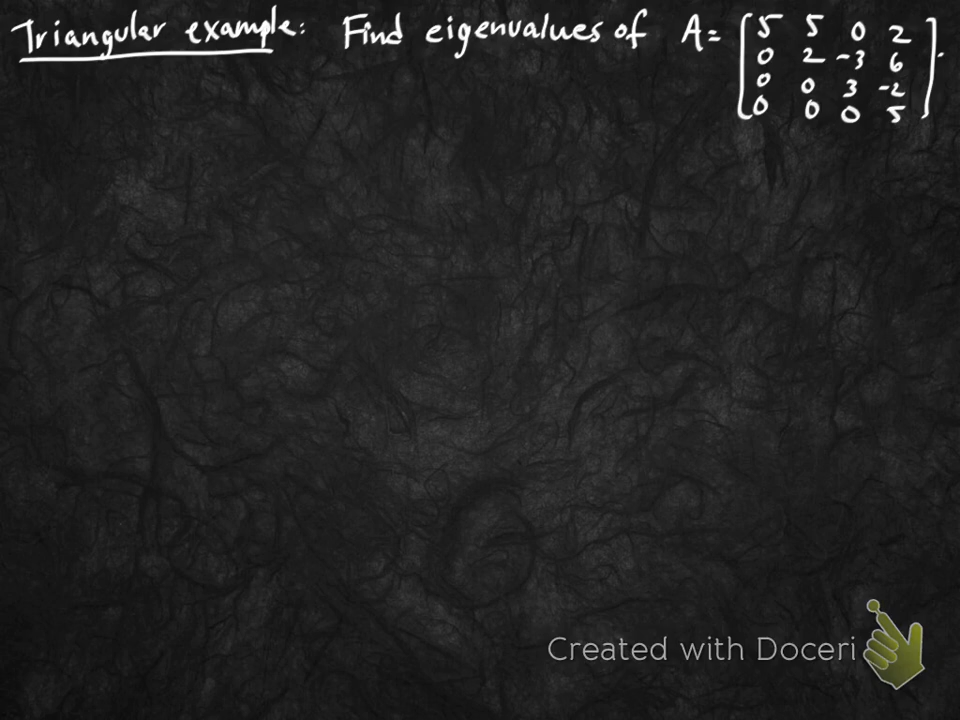 Triangular example: Find eigenvalues of A= [5 5 0 2
0 2 -3 6
0 0 3 -2
0 0 0 5].
Created with Doceri